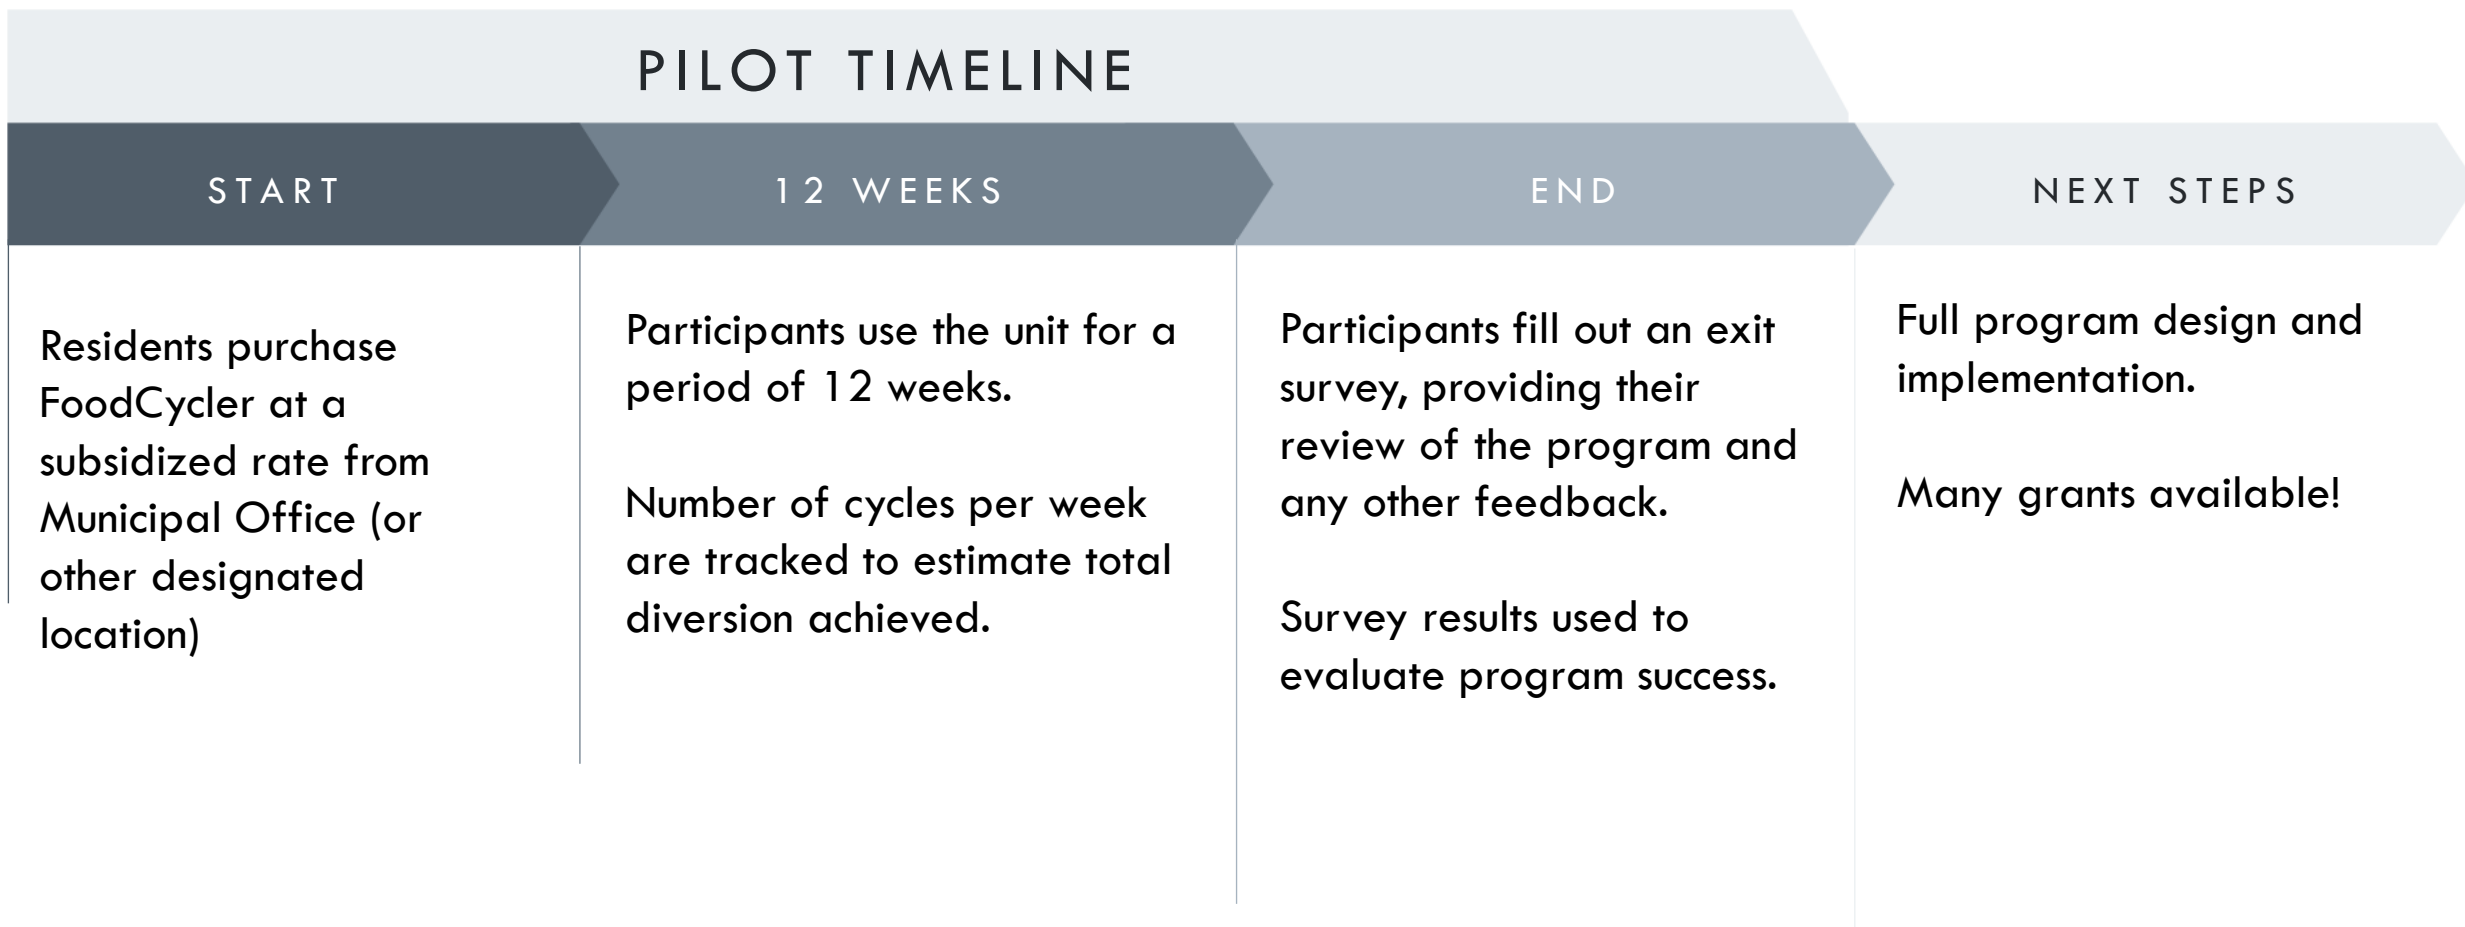 PILOT TIMELINE
START
12 WEEKS
END
NEXT STEPS
Residents purchase
FoodCycler at a
subsidized rate from
Municipal Office (or
other designated
location)
Participants use the unit for a
period of 12 weeks.
Number of cycles per week
are tracked to estimate total
diversion achieved.
Participants fill out an exit
survey, providing their
review of the program and
any other feedback.
Survey results used to
evaluate program success.
Full program design and
implementation.
Many grants available!